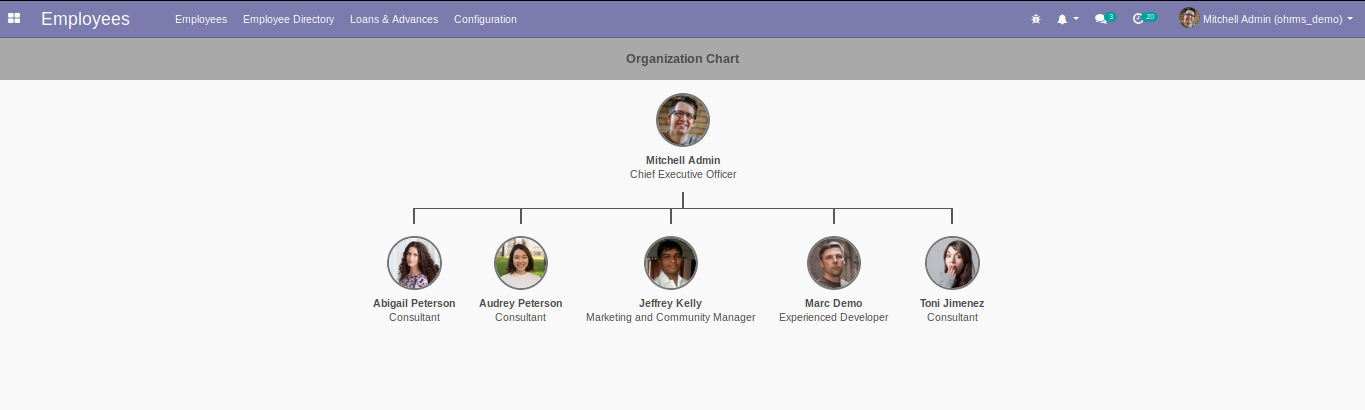 Employees Employees Employee Directory Loans & Advances Configuration 3 20 Mitchell Admin (ohrms_demo)
Organization Chart
Mitchell Admin
Chief Executive Officer
Abigail Peterson Audrey Peterson Jeffrey Kelly Marc Demo Toni Jimenez
Consultant Consultant Marketing and Community Manager Experienced Developer Consultant